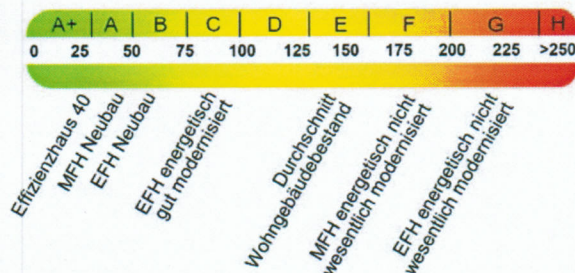 A+ A B C D E F G H
0 25 50 75 100 125 150 175 200 225 >250
Effizienzhaus 40
MFH Neubau
EFH Neubau
EFH energetisch
gut modernisiert
Durchschnitt
Wohngebäudebestand
MFH energetisch nicht
wesentlich modernisiert
EFH energetisch nicht
wesentlich modernisiert